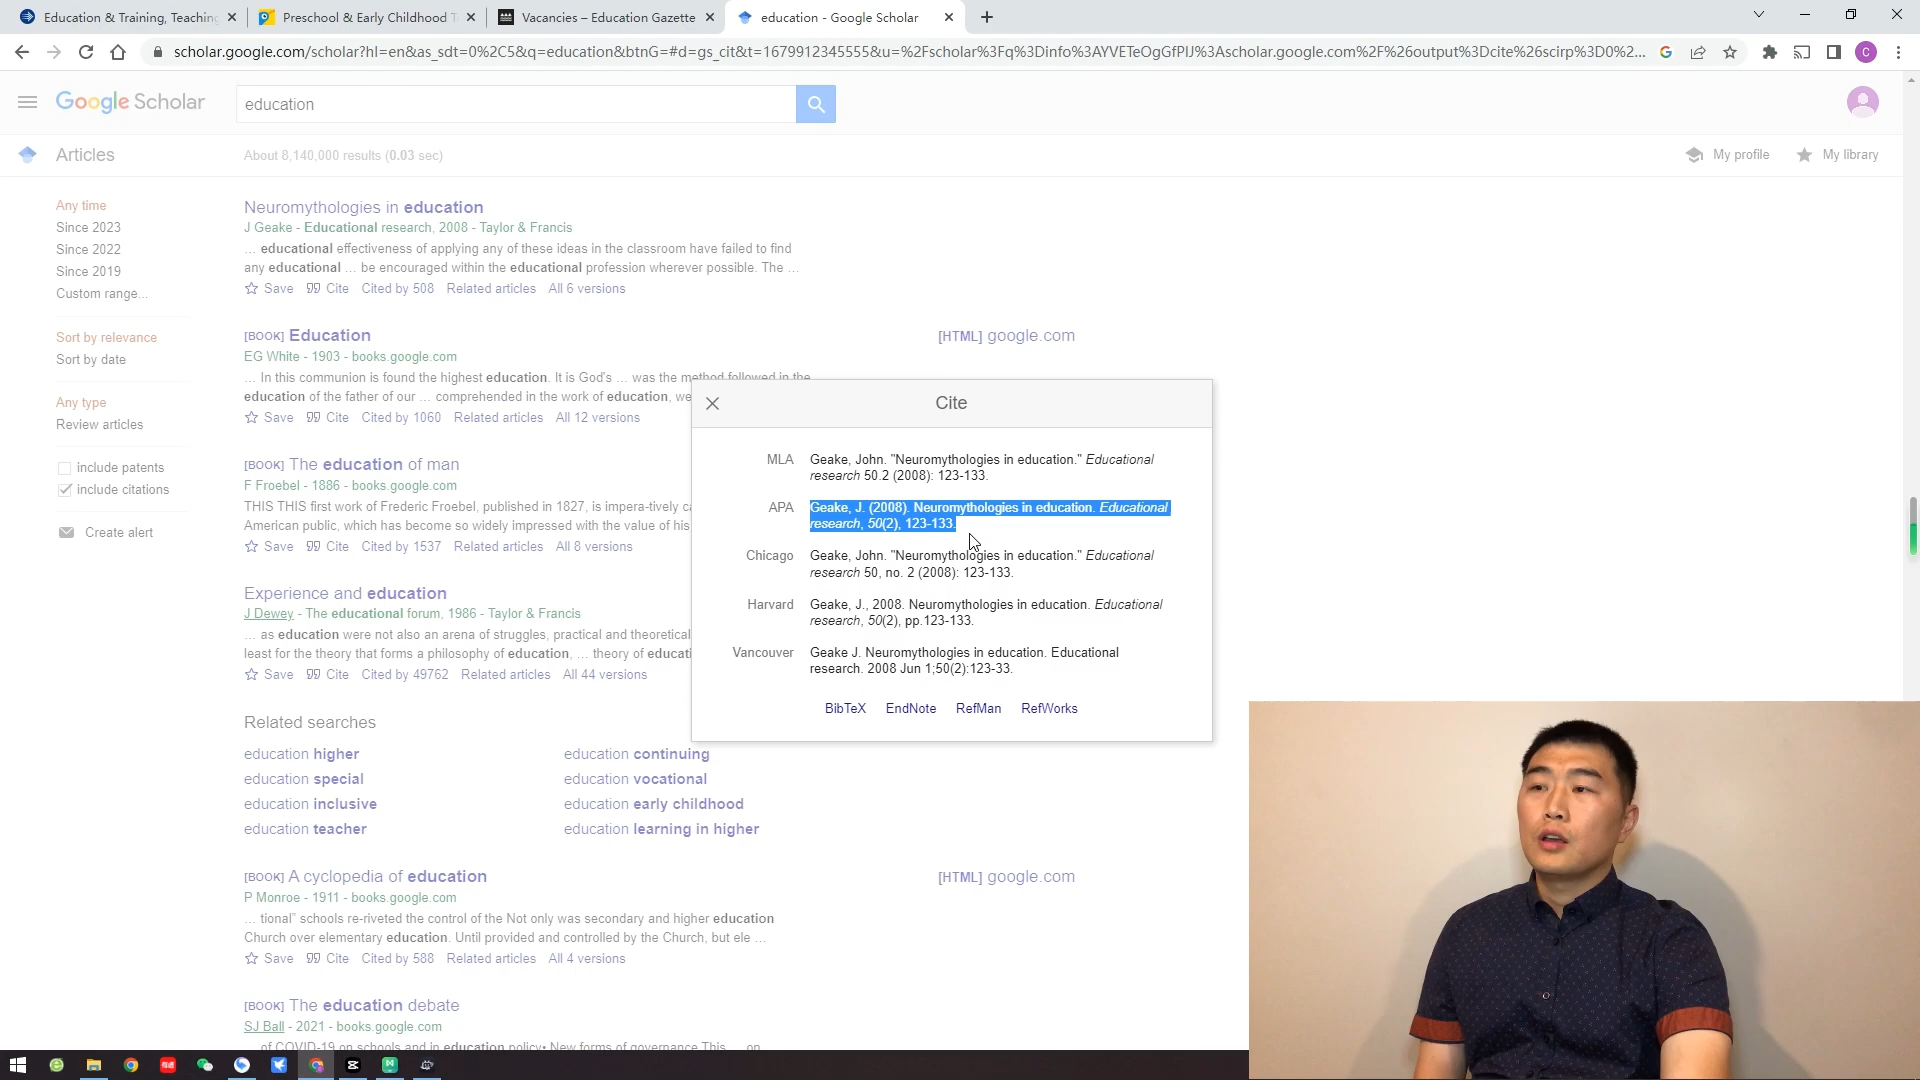 Education & Training, Teaching
Preschool & Early Childhood T
Vacancies – Education Gazette
education - Google Scholar
scholar.google.com/scholar?hl=en&as_sdt=0%2C5&q=education&btnG=#d=gs_cit&t=1679912345555&u=%2Fscholar%3Fq%3Dinfo%3AYVETeOgGfPIJ%3Ascholar.google.com%2F%26output%3Dcite%26scirp%3D0%2...
C
Google Scholar
education
Articles
About 8,140,000 results (0.03 sec)
My profile
My library
Any time
Since 2023
Since 2022
Since 2019
Custom range...
Sort by relevance
Sort by date
Any type
Review articles
include patents
include citations
Create alert
Neuromythologies in education
J Geake - Educational research, 2008 - Taylor & Francis
... educational effectiveness of applying any of these ideas in the classroom have failed to find
any educational ... be encouraged within the educational profession wherever possible. The ...
Save Cite Cited by 508 Related articles All 6 versions
[BOOK] Education
[HTML] google.com
EG White - 1903 - books.google.com
... In this communion is found the highest education. It is God's ... was the method followed in the
education of the father of our ... comprehended in the work of education, we
Save Cite Cited by 1060 Related articles All 12 versions
[BOOK] The education of man
F Froebel - 1886 - books.google.com
THIS THIS first work of Frederic Froebel, published in 1827, is impera-tively ca
American public, which has become so widely impressed with the value of his
Save Cite Cited by 1537 Related articles All 8 versions
Experience and education
J Dewey - The educational forum, 1986 - Taylor & Francis
... as education were not also an arena of struggles, practical and theoretical
least for the theory that forms a philosophy of education, ... theory of educati
Save Cite Cited by 49762 Related articles All 44 versions
Cite
MLA
Geake, John. "Neuromythologies in education." Educational
research 50.2 (2008): 123-133.
APA
Geake, J. (2008). Neuromythologies in education. Educational
research, 50(2), 123-133.
Chicago
Geake, John. "Neuromythologies in education." Educational
research 50, no. 2 (2008): 123-133.
Harvard
Geake, J., 2008. Neuromythologies in education. Educational
research, 50(2), pp.123-133.
Vancouver
Geake J. Neuromythologies in education. Educational
research. 2008 Jun 1;50(2):123-33.
BibTeX EndNote RefMan RefWorks
Related searches
education higher
education continuing
education special
education vocational
education inclusive
education early childhood
education teacher
education learning in higher
[BOOK] A cyclopedia of education
[HTML] google.com
P Monroe - 1911 - books.google.com
... tional" schools re-riveted the control of the Not only was secondary and higher education
Church over elementary education. Until provided and controlled by the Church, but ele ...
Save Cite Cited by 588 Related articles All 4 versions
[BOOK] The education debate
SJ Ball - 2021 - books.google.com
of COVID-19 on schools and in education policy• New forms of governance This ... on